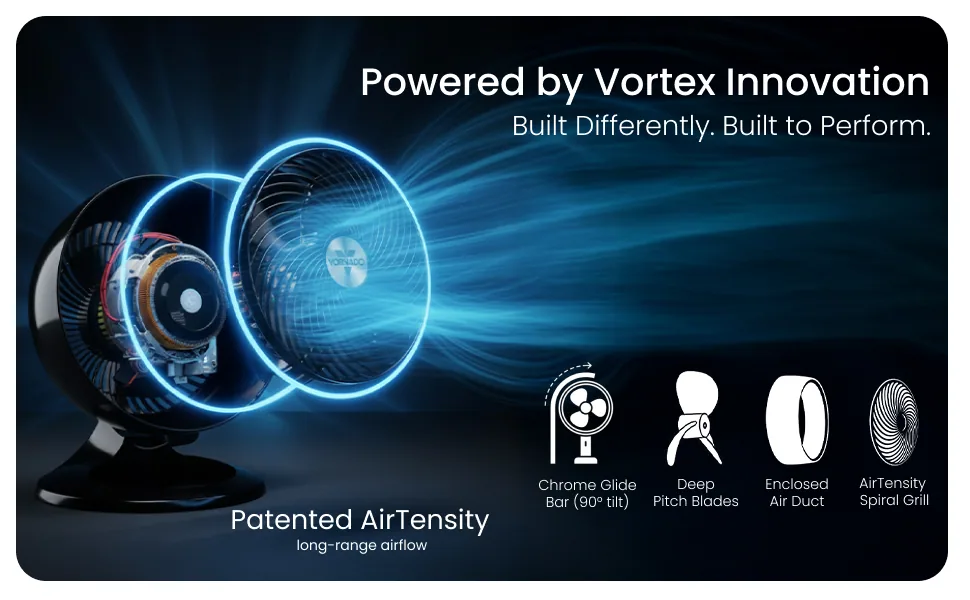 Powered by Vortex Innovation
Built Differently. Built to Perform.
VORNADO
Chrome Glide
Bar (90° tilt)
Deep
Pitch Blades
Enclosed
Air Duct
AirTensity
Spiral Grill
Patented AirTensity
long-range airflow